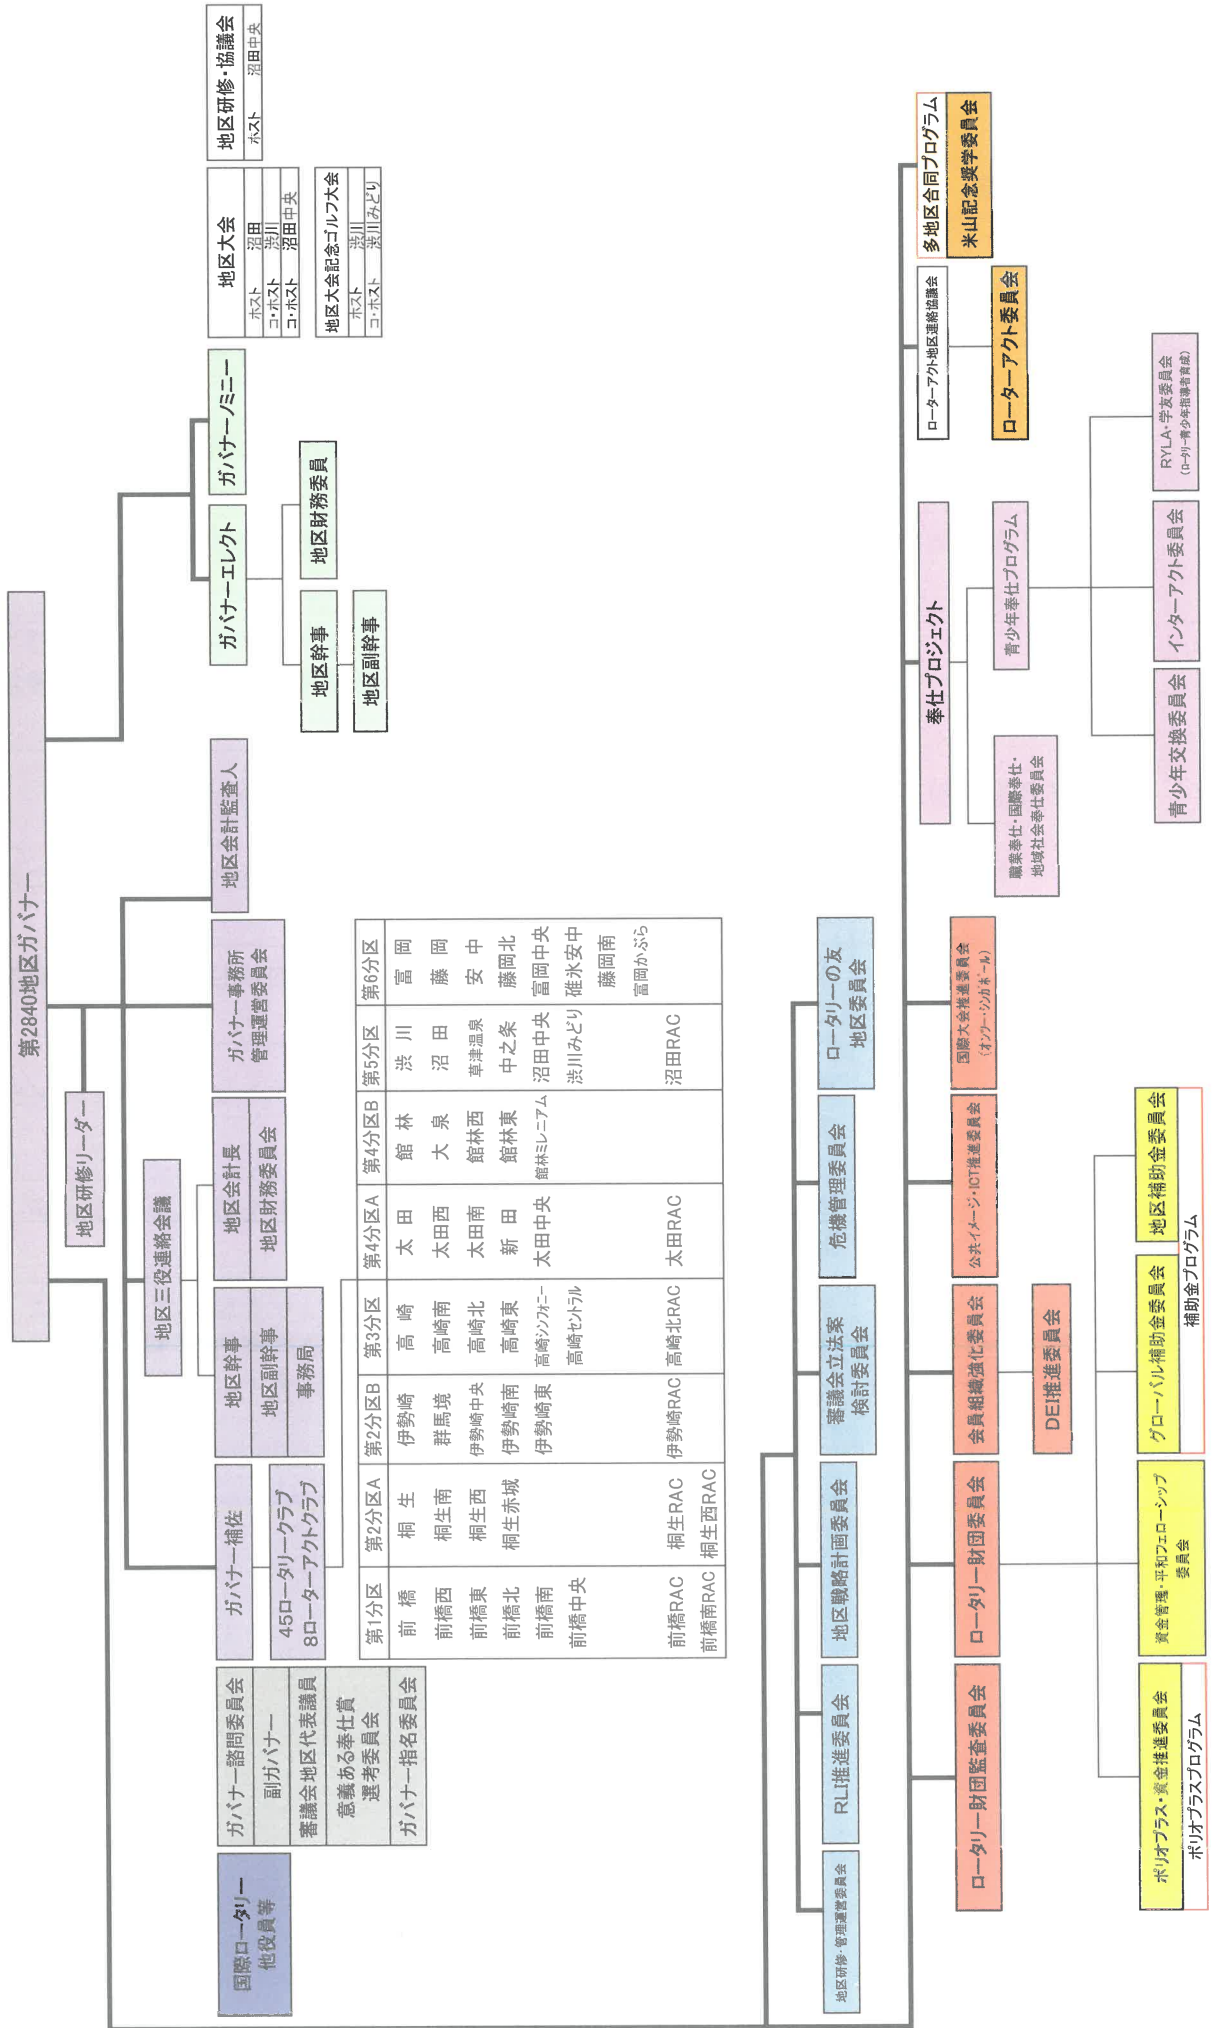 第2840地区ガバナー
地区研修リーダー
地区三役連絡会議
国際ロータリー
他役員等
ガバナー諮問委員会
副ガバナー
審議会地区代表議員
意義ある奉仕賞
選考委員会
ガバナー指名委員会
ガバナー補佐
45ロータリークラブ
8ローターアクトクラブ
地区幹事
地区副幹事
事務局
地区会計長
地区財務委員会
ガバナー事務所
管理運営委員会
地区会計監査人
ガバナーエレクト
ガバナーノミニー
地区幹事
地区財務委員
地区副幹事
地区大会
ホスト 沼田
コ・ホスト 渋川
コ・ホスト 沼田中央
地区大会記念ゴルフ大会
ホスト 渋川
コ・ホスト 渋川みどり
地区研修・協議会
ホスト 沼田中央
第1分区 第2分区A 第2分区B 第3分区 第4分区A 第4分区B 第5分区 第6分区
前橋 桐生 伊勢崎 高崎 太田 館林 渋川 富岡
前橋西 桐生南 群馬境 高崎南 太田西 大泉 沼田 藤岡
前橋東 桐生西 伊勢崎中央 高崎北 太田南 館林西 草津温泉 安中
前橋北 桐生赤城 伊勢崎南 高崎東 新田 館林東 中之条 藤岡北
前橋南 伊勢崎東 高崎シンフォニー 太田中央 館林ミレニアム 沼田中央 富岡中央
前橋中央 高崎セントラル 渋川みどり 碓氷安中
藤岡南
富岡かぶら
前橋RAC 桐生RAC 伊勢崎RAC 高崎北RAC 太田RAC 沼田RAC
前橋南RAC 桐生西RAC
地区研修・管理運営委員会
RLI推進委員会
地区戦略計画委員会
審議会立法案
検討委員会
危機管理委員会
ロータリーの友
地区委員会
ロータリー財団監査委員会
ロータリー財団委員会
会員組織強化委員会
公共イメージ・ICT推進委員会
国際大会推進委員会
（オンツー・シンガポール）
奉仕プロジェクト
ローターアクト地区連絡協議会
多地区合同プログラム
米山記念奨学委員会
DEI推進委員会
職業奉仕・国際奉仕・
地域社会奉仕委員会
青少年奉仕プログラム
ローターアクト委員会
ポリオプラス・資金推進委員会
ポリオプラスプログラム
資金管理・平和フェローシップ
委員会
グローバル補助金委員会
地区補助金委員会
補助金プログラム
青少年交換委員会
インターアクト委員会
RYLA・学友委員会
（ロータリー青少年指導者育成）